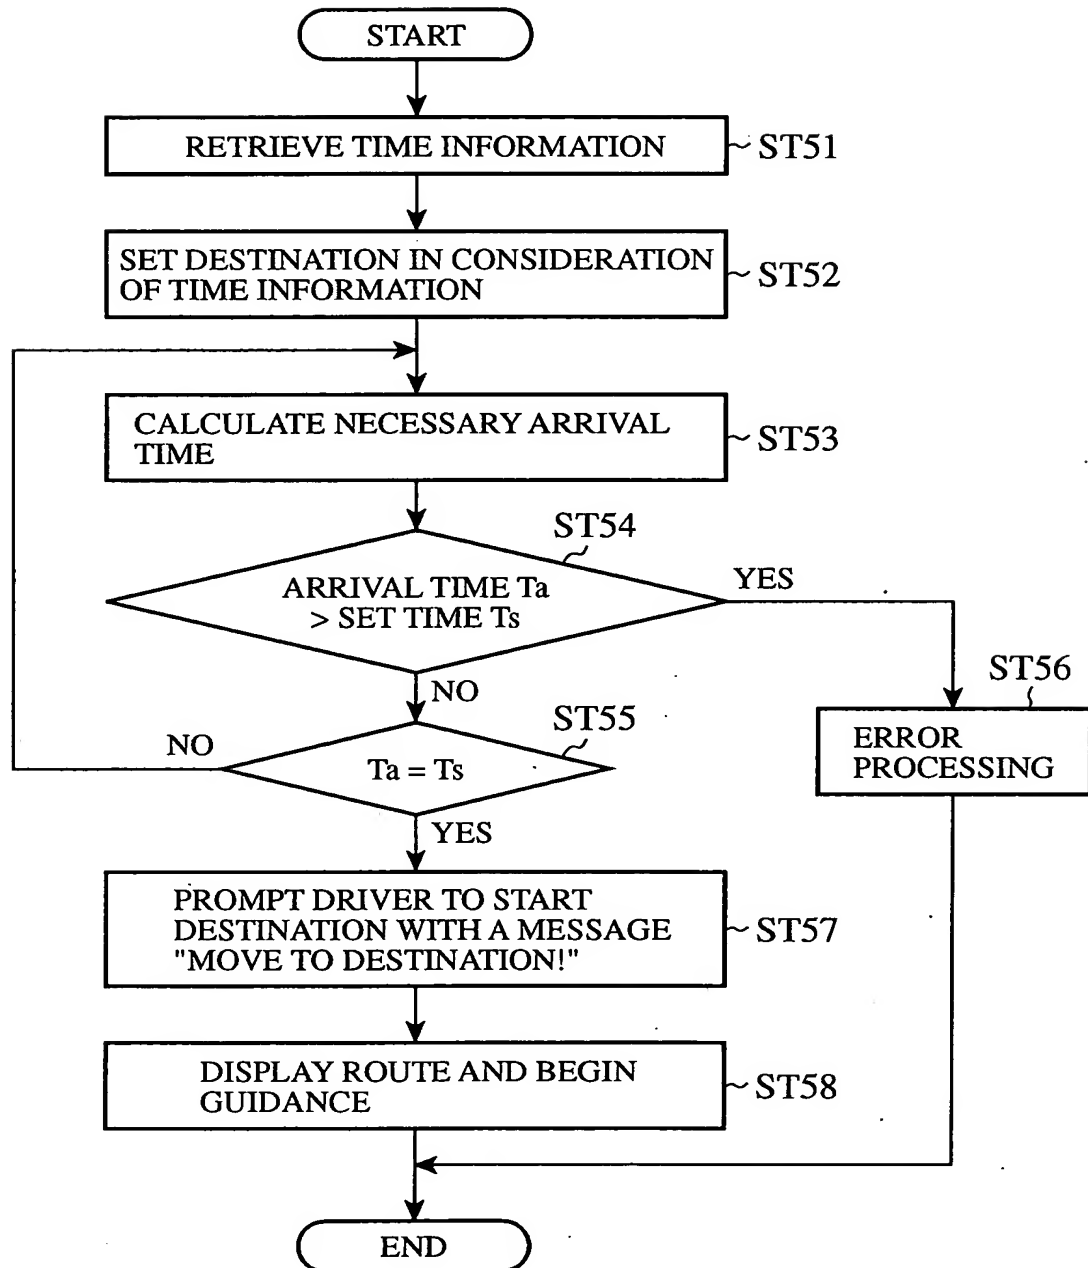 START
RETRIEVE TIME INFORMATION
ST51
SET DESTINATION IN CONSIDERATION
OF TIME INFORMATION
ST52
CALCULATE NECESSARY ARRIVAL
TIME
ST53
ST54
ARRIVAL TIME Ta
> SET TIME Ts
YES
NO
ST56
ERROR
PROCESSING
ST55
Ta = Ts
NO
YES
PROMPT DRIVER TO START
DESTINATION WITH A MESSAGE
"MOVE TO DESTINATION!"
ST57
DISPLAY ROUTE AND BEGIN
GUIDANCE
ST58
END